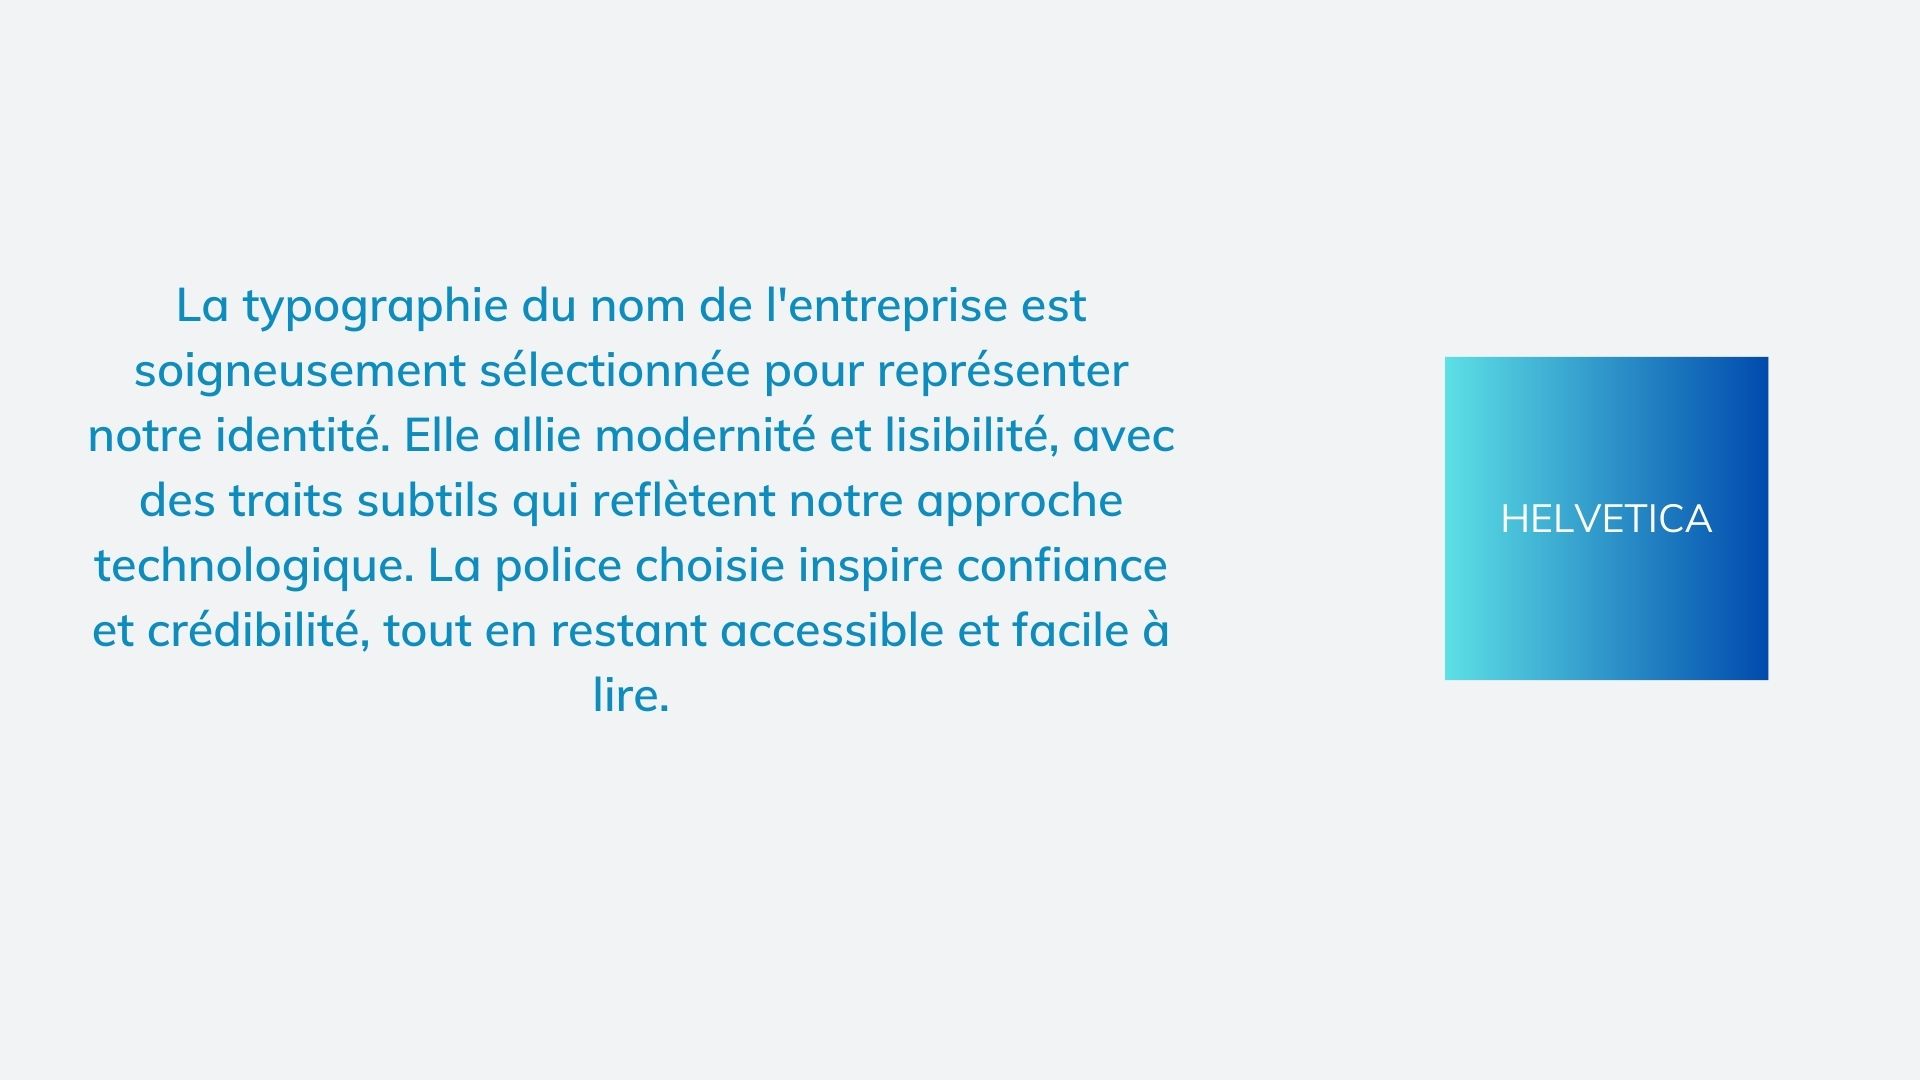 La typographie du nom de l'entreprise est
soigneusement sélectionnée pour représenter
notre identité. Elle allie modernité et lisibilité, avec
des traits subtils qui reflètent notre approche
technologique. La police choisie inspire confiance
et crédibilité, tout en restant accessible et facile à
lire.
HELVETICA